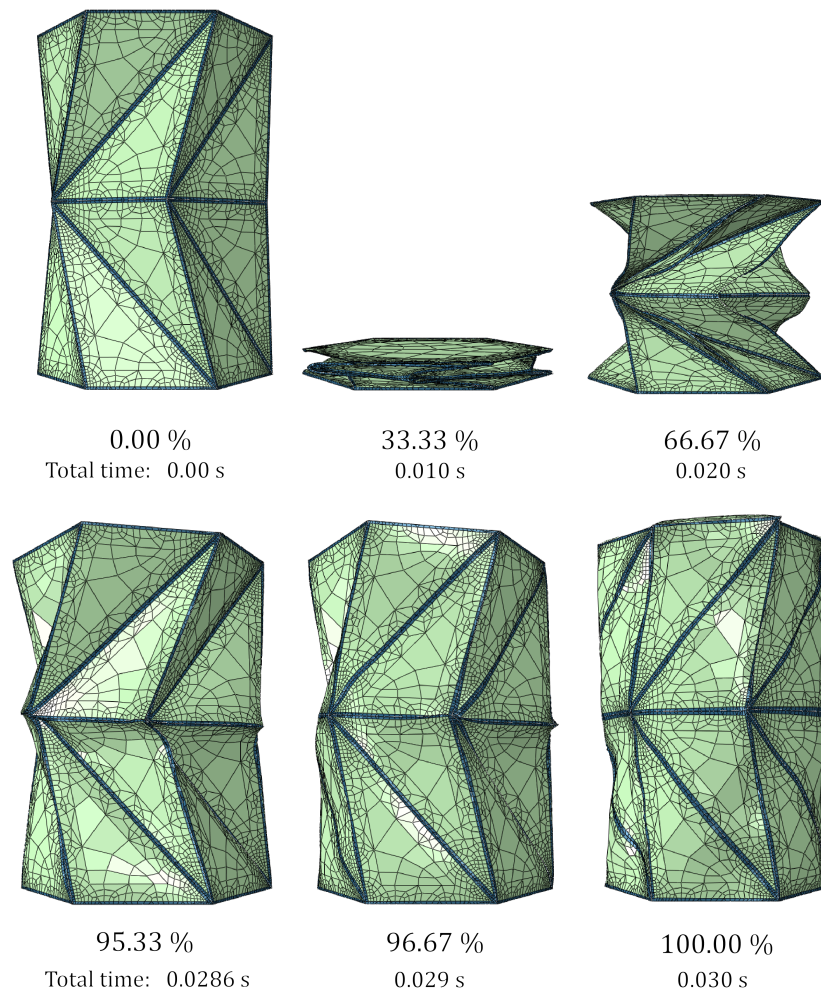 0.00 % 33.33 % 66.67 %
Total time: 0.00 s 0.010 s 0.020 s
95.33 % 96.67 % 100.00 %
Total time: 0.0286 s 0.029 s 0.030 s